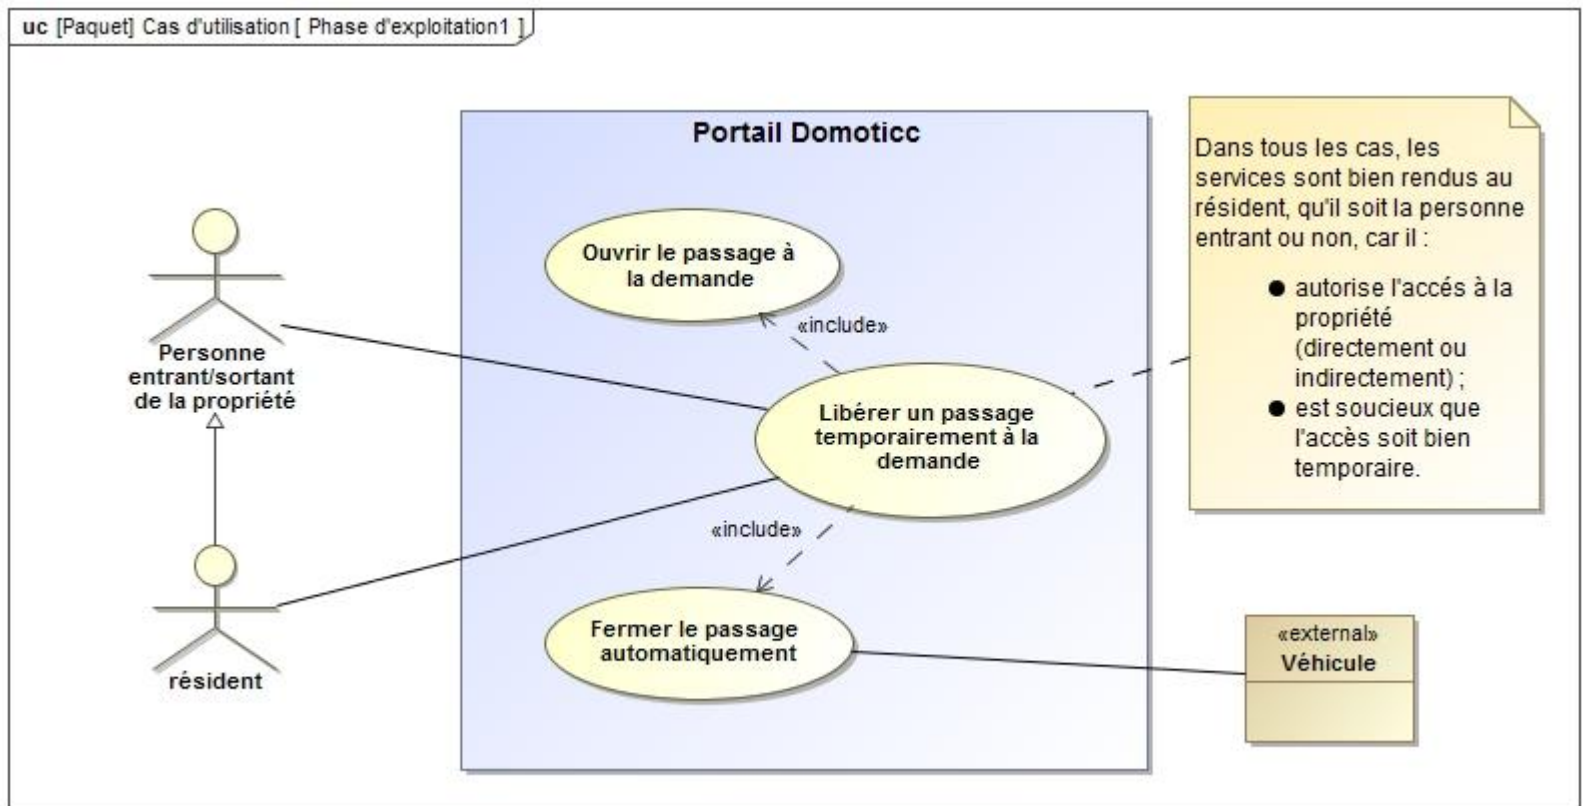 uc [Paquet] Cas d'utilisation [ Phase d'exploitation1 ]
Portail Domoticc
Dans tous les cas, les
services sont bien rendus au
résident, qu'il soit la personne
entrant ou non, car il :
● autorise l'accés à la
propriété
(directement ou
indirectement) ;
● est soucieux que
l'accès soit bien
temporaire.
Ouvrir le passage à
la demande
«include»
Personne
entrant/sortant
de la propriété
Libérer un passage
temporairement à la
demande
«include»
Fermer le passage
automatiquement
«external»
Véhicule
résident